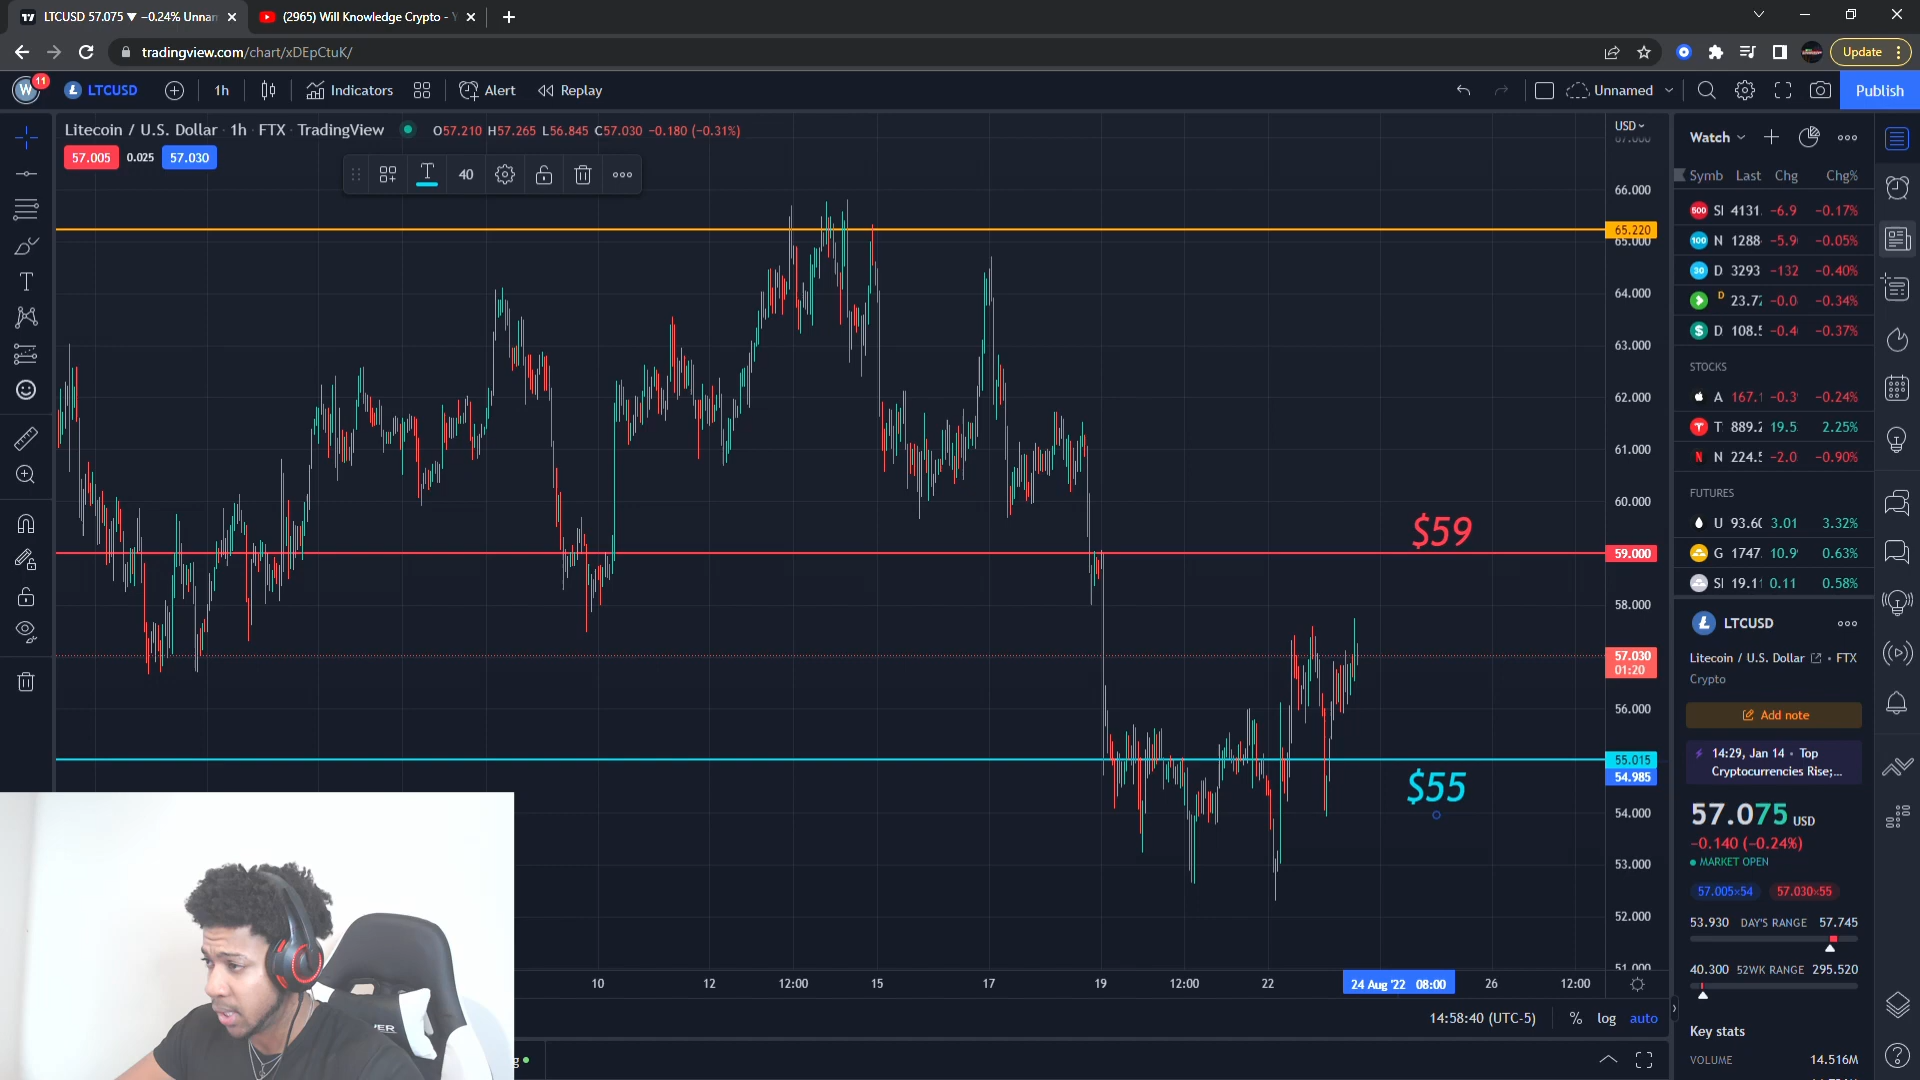 LTCUSD 57.075 ▼ −0.24% Unnan
(2965) Will Knowledge Crypto -
tradingview.com/chart/xDEpCtuK/
Update
W 11
LTCUSD
1h
Indicators
Alert
Replay
Unnamed
Publish
Litecoin / U.S. Dollar · 1h · FTX · TradingView
O57.210 H57.265 L56.845 C57.030 −0.180 (−0.31%)
57.005 0.025 57.030
40
USD
66.000
65.220
65.000
64.000
63.000
62.000
61.000
60.000
$59
59.000
58.000
57.030
01:20
56.000
55.015
54.985
$55
54.000
53.000
52.000
51.000
10 12 12:00 15 17 19 12:00 22 24 Aug '22 08:00 26 12:00
14:58:40 (UTC-5) % log auto
Watch
Symb Last Chg Chg%
500 4131. −6.9 −0.17%
100 N 1288 −5.9 −0.05%
30 D 3293 −132 −0.40%
D 23.7 −0.0 −0.34%
$ D 108.5 −0.4 −0.37%
STOCKS
A 167.1 −0.3 −0.24%
T 889.2 19.5 2.25%
N 224.5 −2.0 −0.90%
FUTURES
U 93.60 3.01 3.32%
G 1747. 10.9 0.63%
SI 19.11 0.11 0.58%
LTCUSD
Litecoin / U.S. Dollar • FTX
Crypto
Add note
14:29, Jan 14 • Top
Cryptocurrencies Rise;...
57.075 USD
−0.140 (−0.24%)
MARKET OPEN
57.005×54 57.030×55
53.930 DAY'S RANGE 57.745
40.300 52WK RANGE 295.520
Key stats
VOLUME 14.516M